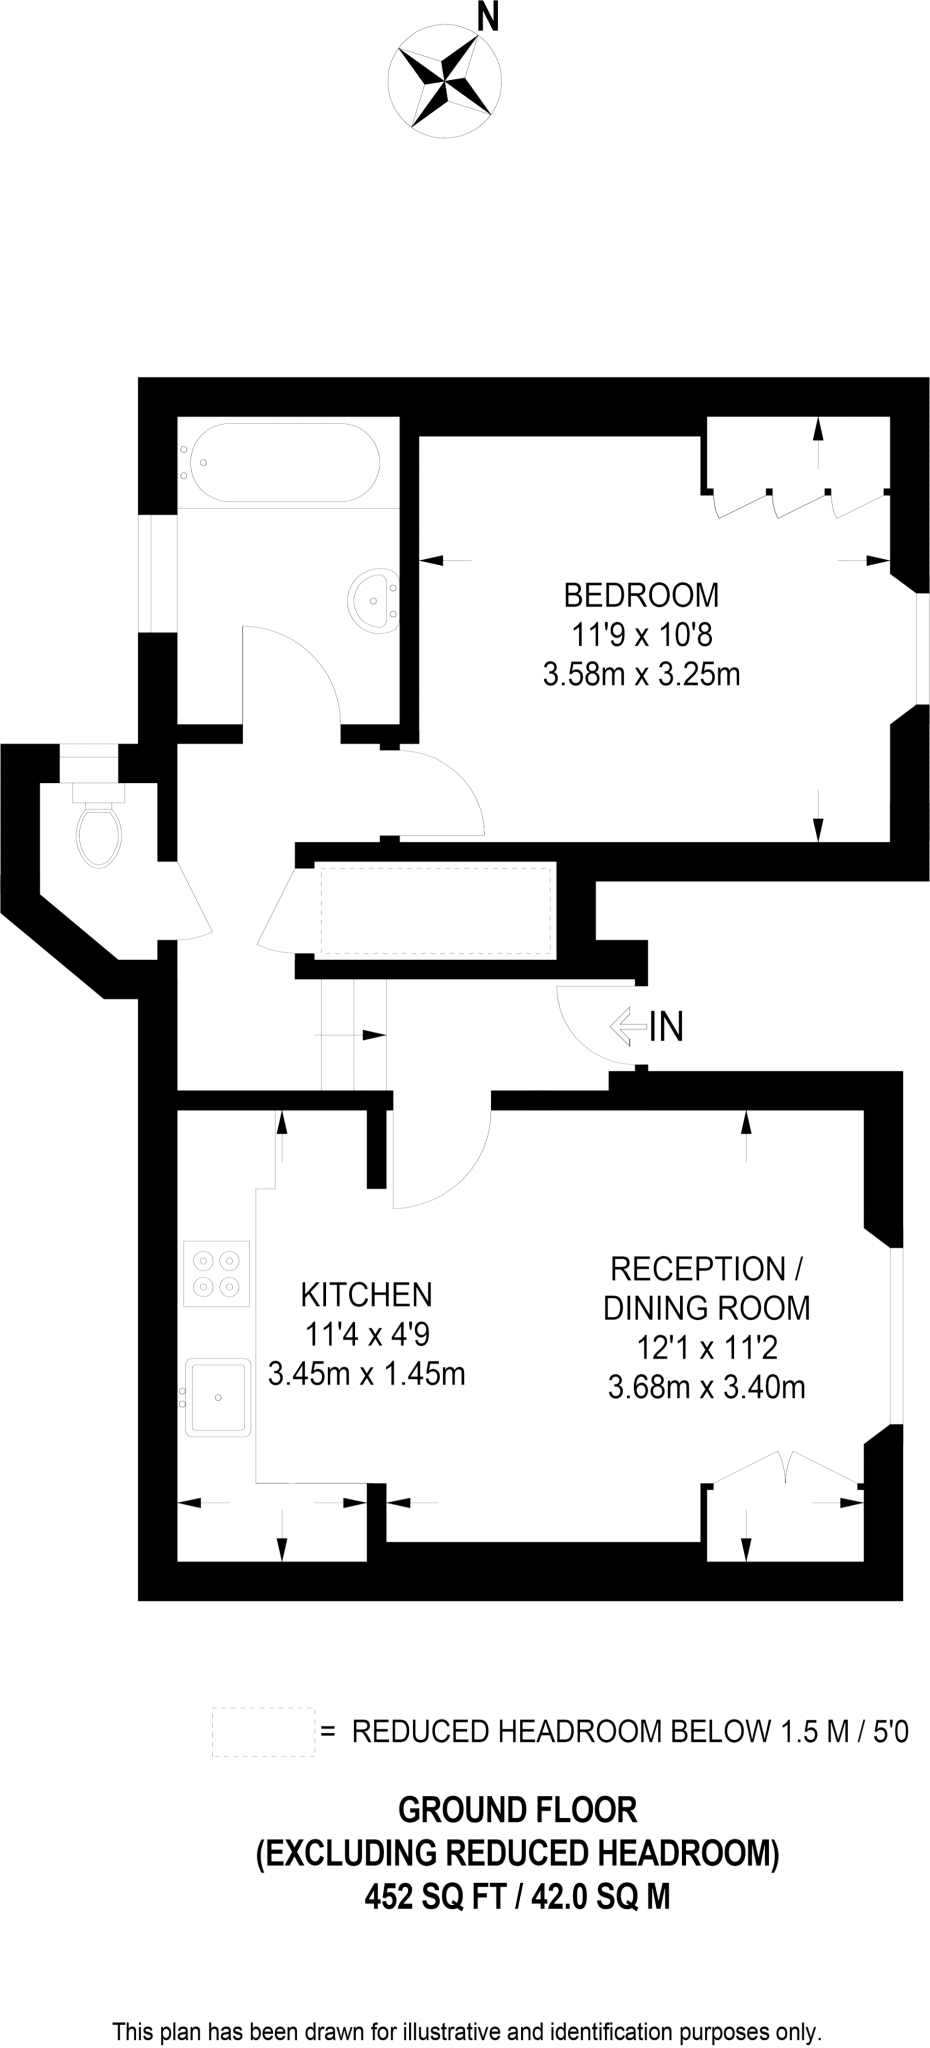 N
BEDROOM
11'9 x 10'8
3.58m x 3.25m
IN
KITCHEN
11'4 x 4'9
3.45m x 1.45m
RECEPTION /
DINING ROOM
12'1 x 11'2
3.68m x 3.40m
= REDUCED HEADROOM BELOW 1.5 M / 5'0
GROUND FLOOR
(EXCLUDING REDUCED HEADROOM)
452 SQ FT / 42.0 SQ M
This plan has been drawn for illustrative and identification purposes only.